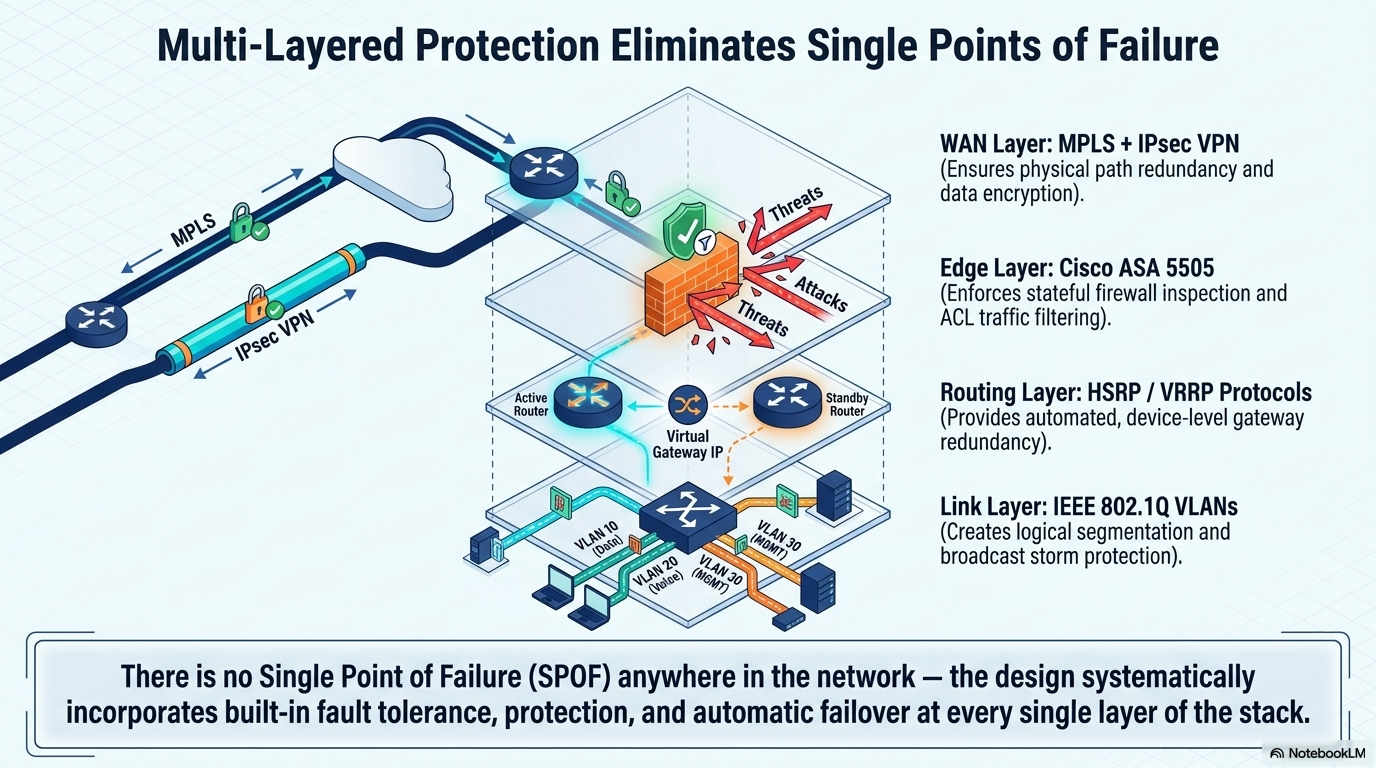 Multi-Layered Protection Eliminates Single Points of Failure
MPLS
IPsec VPN
Threats
Attacks
Threats
Active
Router
Virtual
Gateway IP
Standby
Router
VLAN 10
VLAN 20
VLAN 30
VLAN 30
WAN Layer: MPLS + IPsec VPN
(Ensures physical path redundancy and
data encryption).
Edge Layer: Cisco ASA 5505
(Enforces stateful firewall inspection and
ACL traffic filtering).
Routing Layer: HSRP / VRRP Protocols
(Provides automated, device-level gateway
redundancy).
Link Layer: IEEE 802.1Q VLANs
(Creates logical segmentation and
broadcast storm protection).
There is no Single Point of Failure (SPOF) anywhere in the network — the design systematically
incorporates built-in fault tolerance, protection, and automatic failover at every single layer of the stack.
NotebookLM